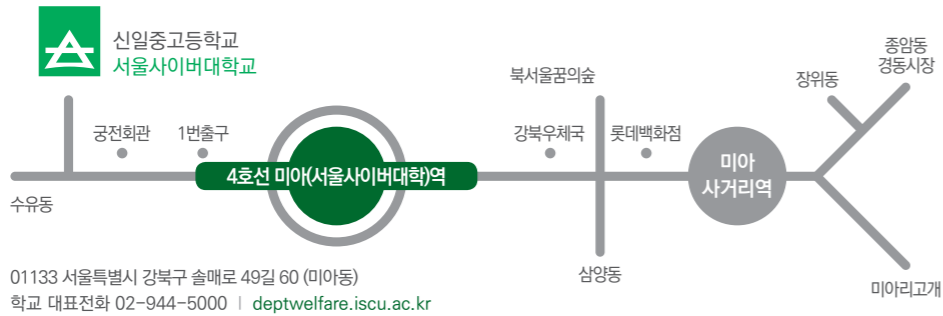 신일중고등학교
서울사이버대학교
종암동
경동시장
북서울꿈의숲
장위동
궁전회관
1번출구
강북우체국
롯데백화점
4호선 미아(서울사이버대학)역
미아
사거리역
수유동
삼양동
미아리고개
01133 서울특별시 강북구 솔매로 49길 60 (미아동)
학교 대표전화 02-944-5000 | deptwelfare.iscu.ac.kr